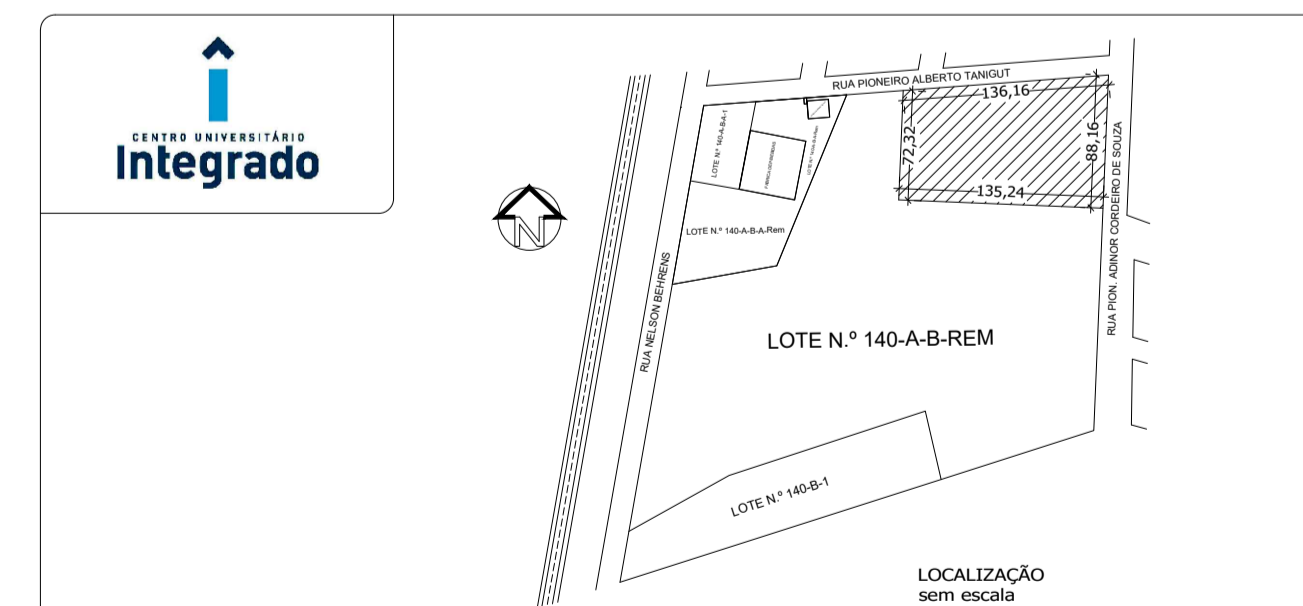 CENTRO UNIVERSITÁRIO
Integrado
RUA PIONEIRO ALBERTO TANIGUT
136,16
72,32
88,16
135,24
LOTE N.º 140-A-B-A-1
FABRICA DEPRESIDAS
LOTE N.º 140-A-B-A-Rem
N
RUA NELSON BEHRENS
RUA PION. ADINOR CORDEIRO DE SOUZA
LOTE N.º 140-A-B-REM
LOTE N.º 140-B-1
LOCALIZAÇÃO
sem escala